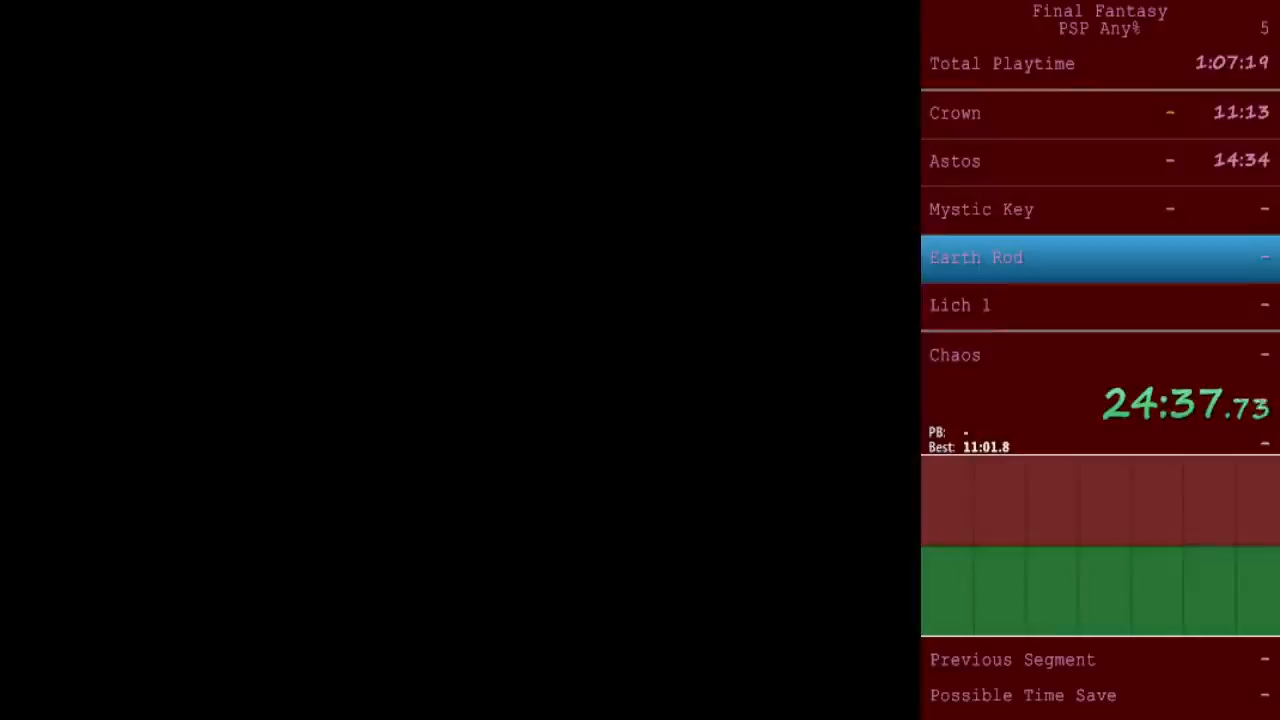 Final Fantasy
PSP Any% 5
Total Playtime 1:07:19
Crown - 11:13
Astos - 14:34
Mystic Key - -
Earth Rod -
Lich 1 -
Chaos -
24:37.73
PB: -
Best: 11:01.8 -
Previous Segment -
Possible Time Save -